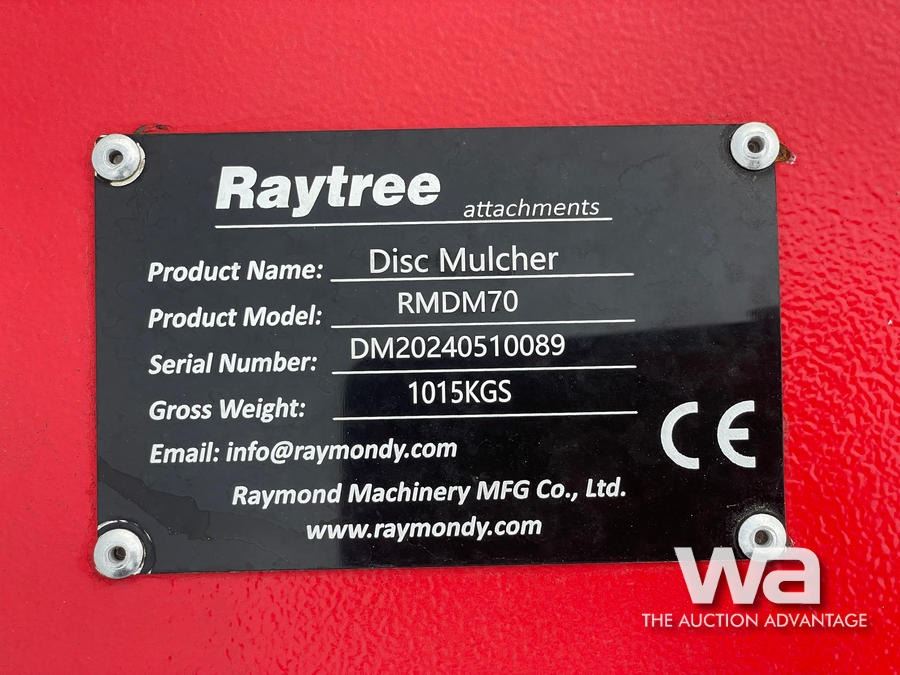 Raytree
attachments
Product Name: Disc Mulcher
Product Model: RMDM70
Serial Number: DM20240510089
Gross Weight: 1015KGS
Email: info@raymondy.com
CE
Raymond Machinery MFG Co., Ltd.
www.raymondy.com
wa
THE AUCTION ADVANTAGE